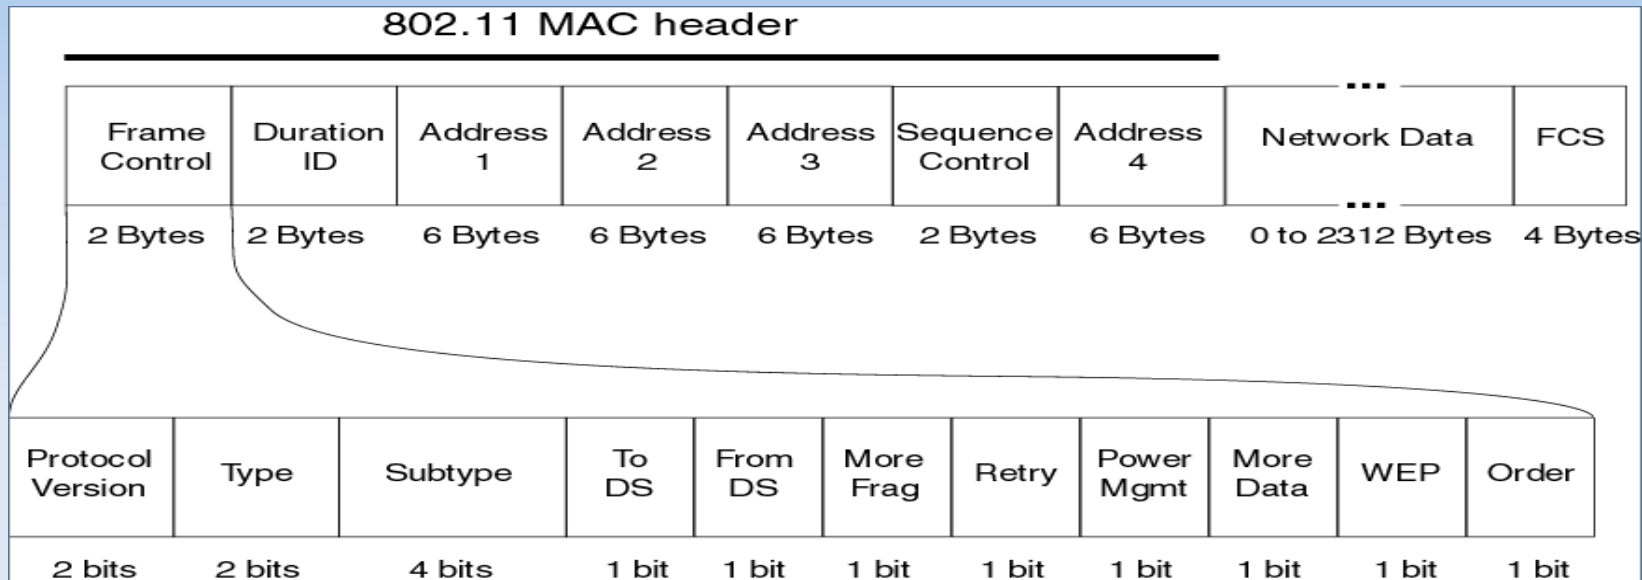 802.11 MAC header
...
Frame Control
Duration ID
Address 1
Address 2
Address 3
Sequence Control
Address 4
Network Data
FCS
...
2 Bytes 2 Bytes 6 Bytes 6 Bytes 6 Bytes 2 Bytes 6 Bytes 0 to 2312 Bytes 4 Bytes
Protocol Version
Type
Subtype
To DS
From DS
More Frag
Retry
Power Mgmt
More Data
WEP
Order
2 bits 2 bits 4 bits 1 bit 1 bit 1 bit 1 bit 1 bit 1 bit 1 bit 1 bit